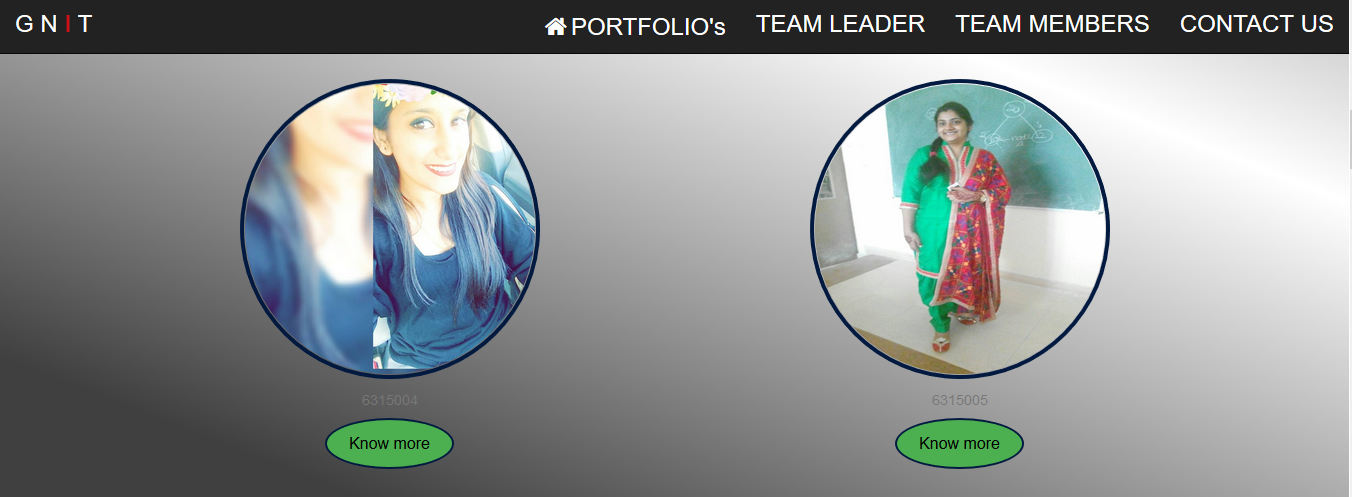 G N I T
PORTFOLIO's TEAM LEADER TEAM MEMBERS CONTACT US
6315004 6315005
Know more Know more